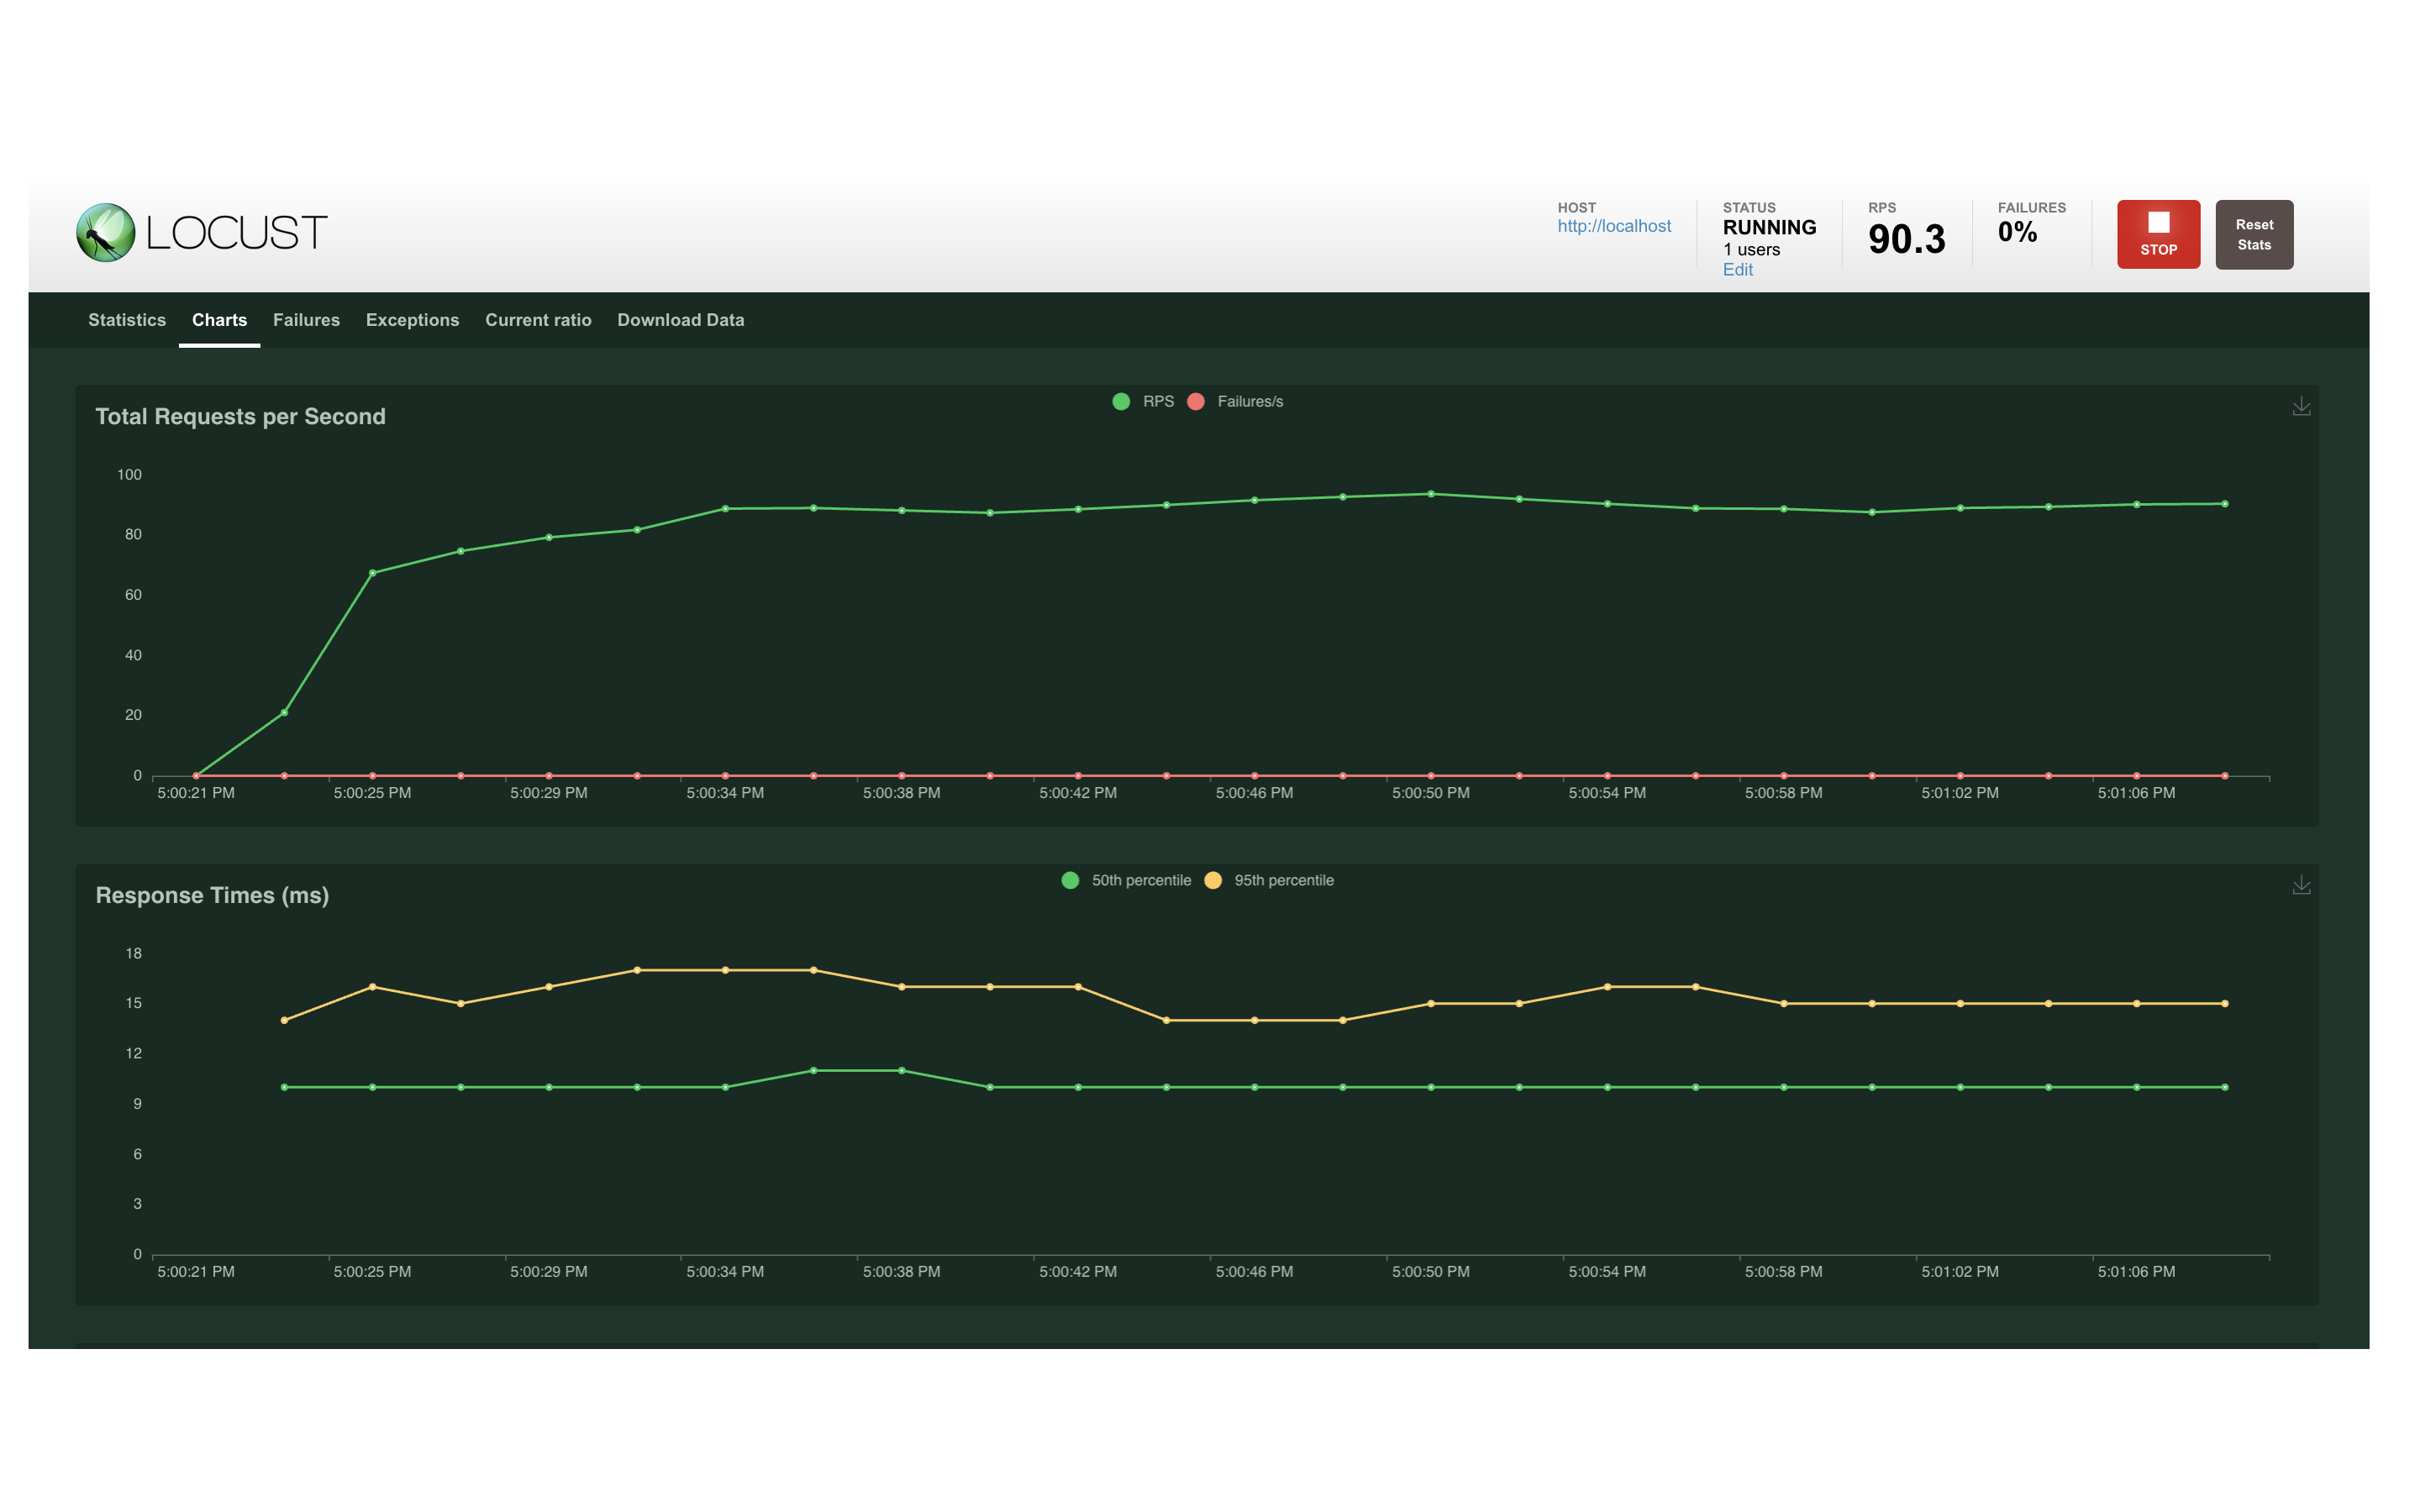 LOCUST
HOST
http://localhost
STATUS
RUNNING
1 users
Edit
RPS
90.3
FAILURES
0%
STOP
Reset
Stats
Statistics Charts Failures Exceptions Current ratio Download Data
Total Requests per Second
RPS Failures/s
100
80
60
40
20
0
5:00:21 PM 5:00:25 PM 5:00:29 PM 5:00:34 PM 5:00:38 PM 5:00:42 PM 5:00:46 PM 5:00:50 PM 5:00:54 PM 5:00:58 PM 5:01:02 PM 5:01:06 PM
Response Times (ms)
50th percentile 95th percentile
18
15
12
9
6
3
0
5:00:21 PM 5:00:25 PM 5:00:29 PM 5:00:34 PM 5:00:38 PM 5:00:42 PM 5:00:46 PM 5:00:50 PM 5:00:54 PM 5:00:58 PM 5:01:02 PM 5:01:06 PM